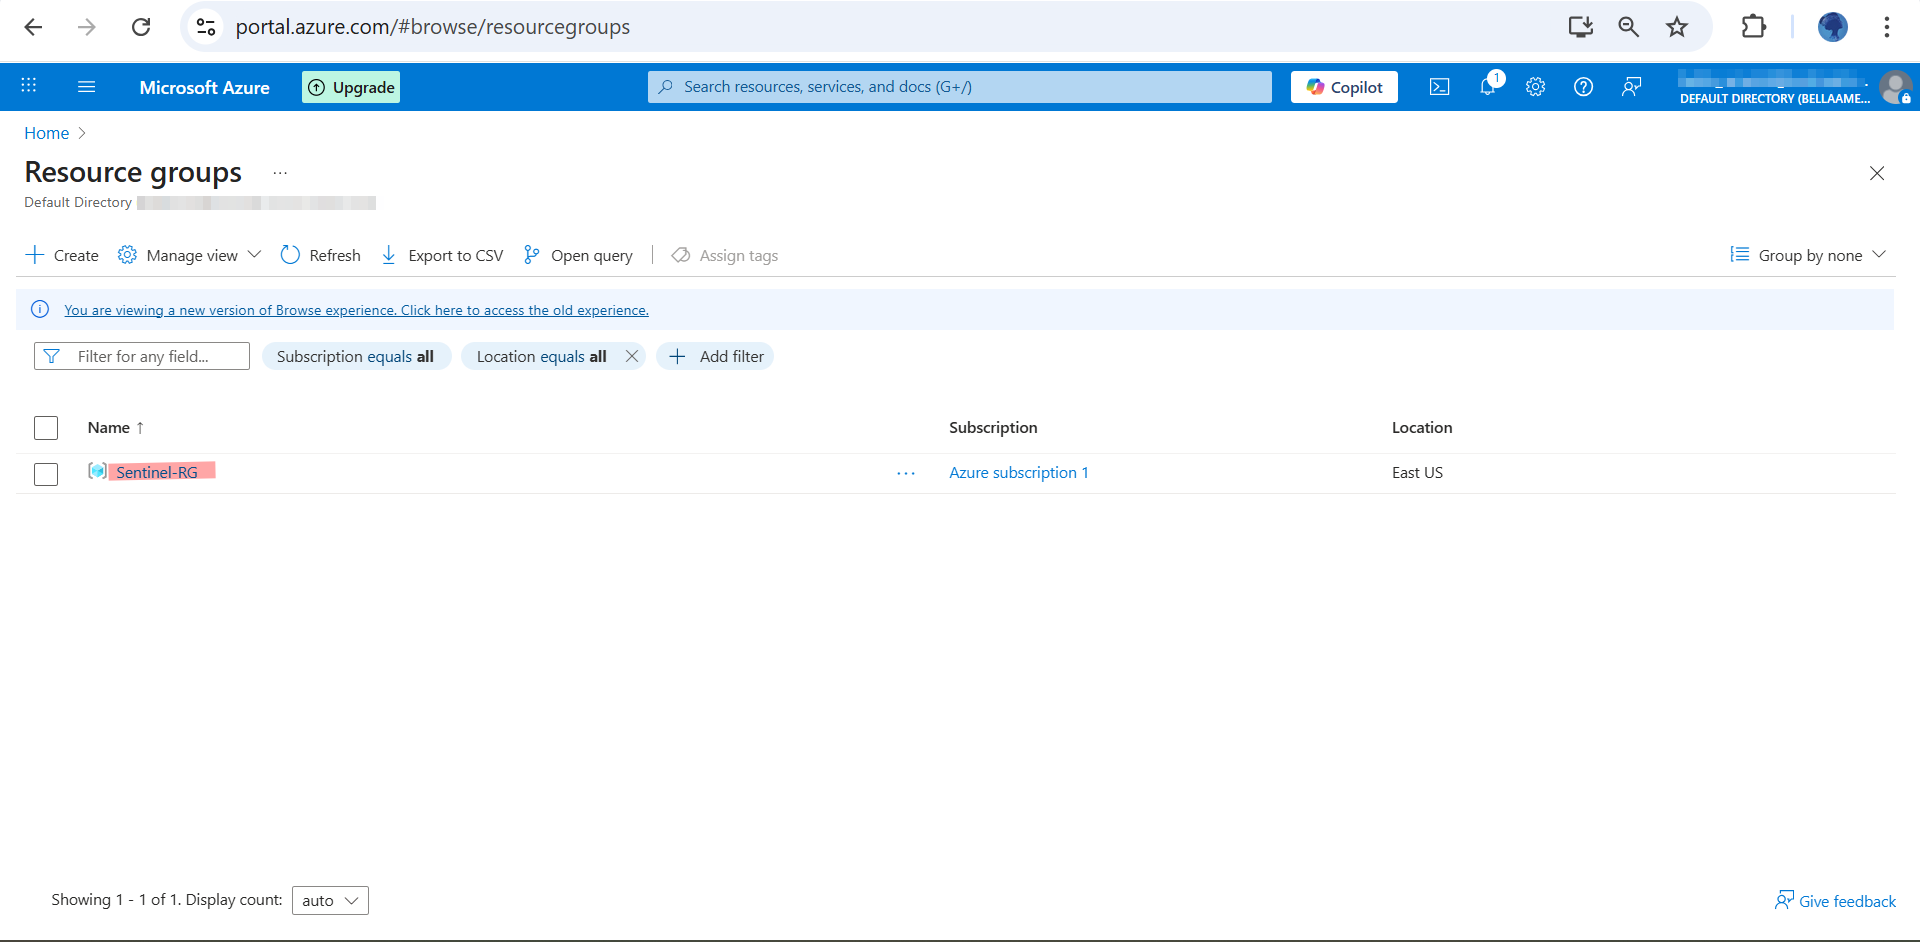 portal.azure.com/#browse/resourcegroups
Microsoft Azure
Upgrade
Search resources, services, and docs (G+/)
Copilot
1
DEFAULT DIRECTORY (BELLAAME...
Home
Resource groups
...
Default Directory
Create
Manage view
Refresh
Export to CSV
Open query
Assign tags
Group by none
You are viewing a new version of Browse experience. Click here to access the old experience.
Filter for any field...
Subscription equals all
Location equals all
Add filter
Name ↑
Subscription
Location
Sentinel-RG
...
Azure subscription 1
East US
Showing 1 - 1 of 1. Display count:
auto
Give feedback